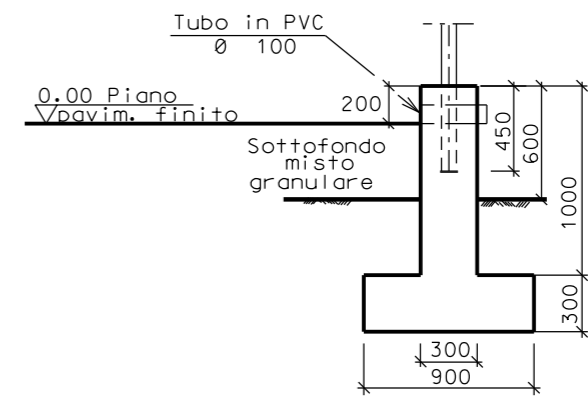 Tubo in PVC
Ø 100
0.00 Piano
pavim. finito
200
Sottofondo
misto
granulare
450
600
1000
300
300
900